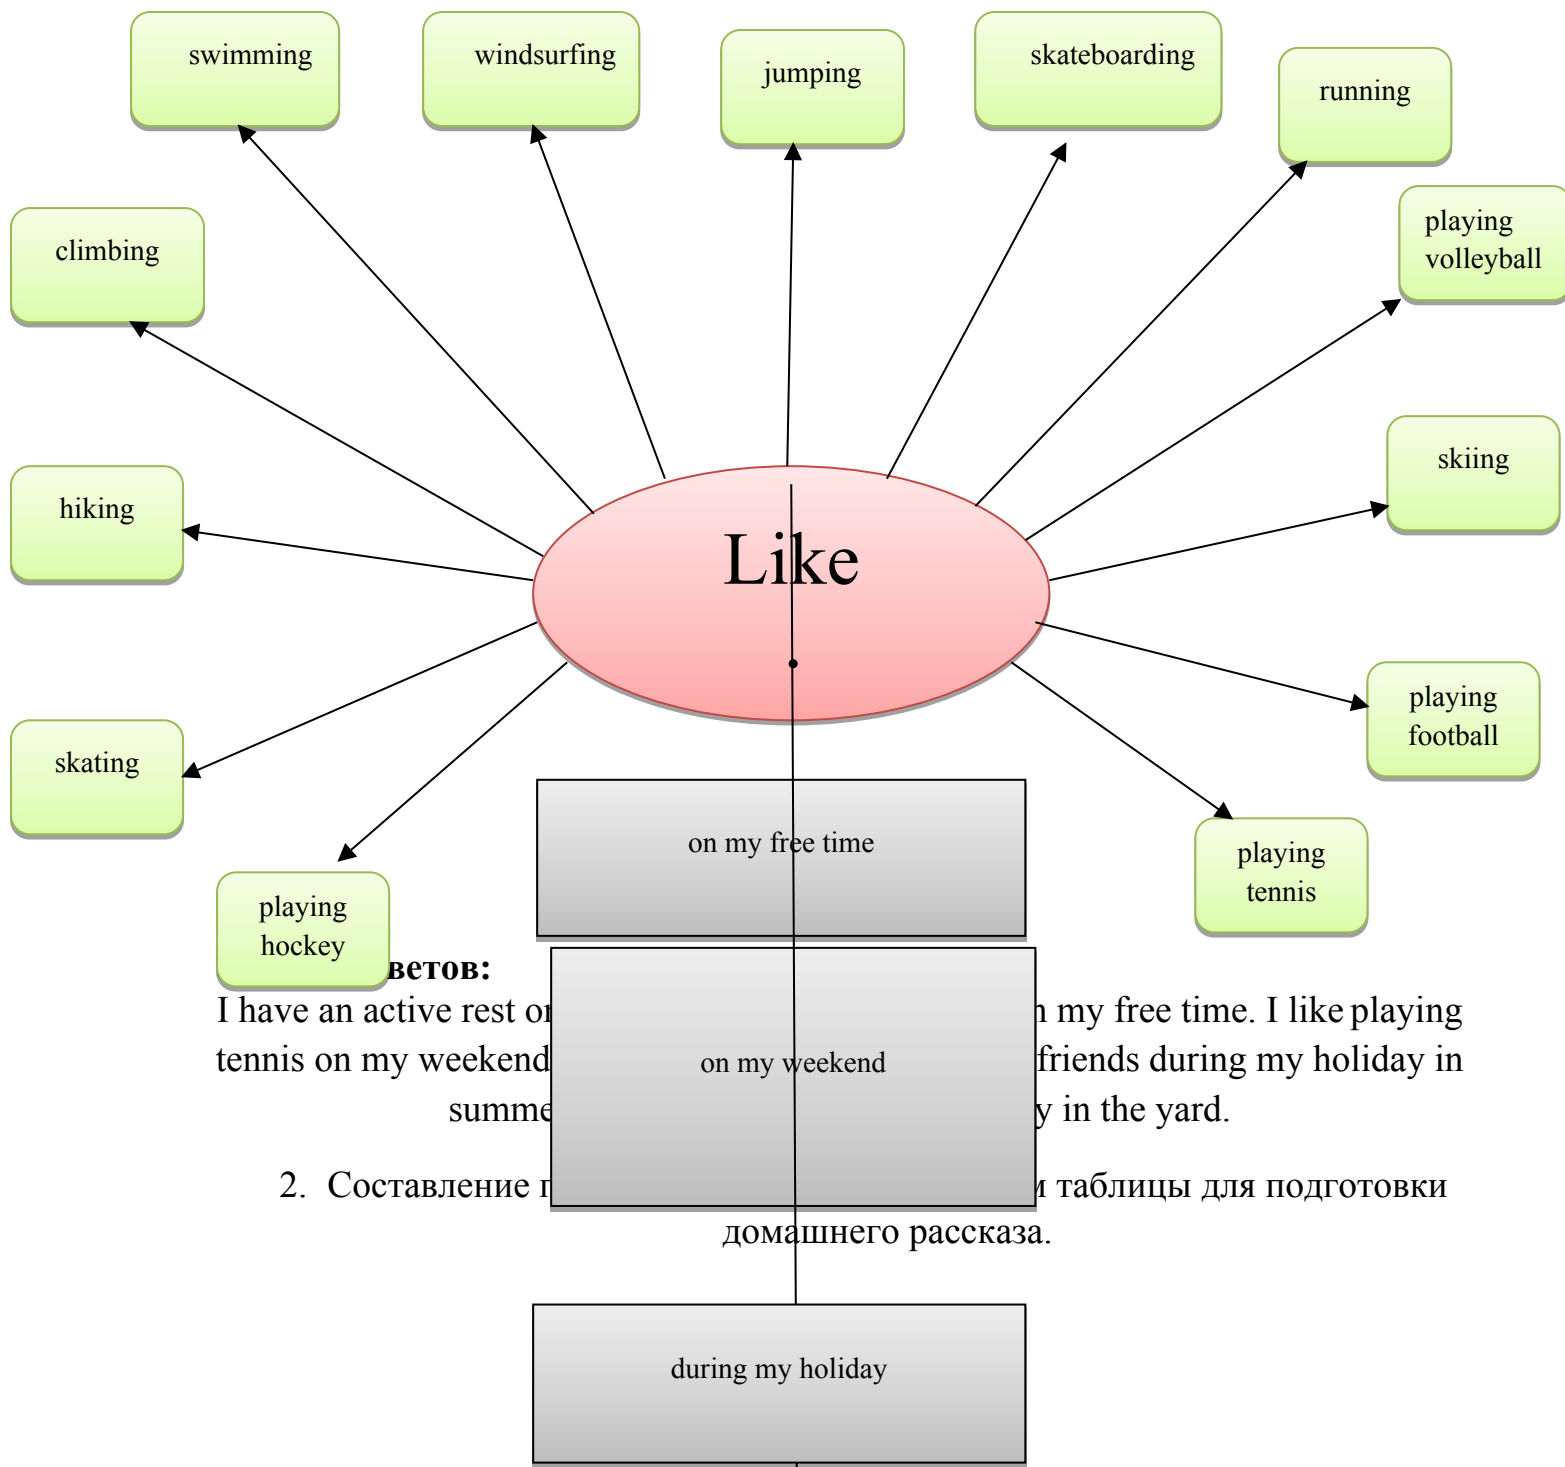 swimming
windsurfing
jumping
skateboarding
running
playing
volleyball
climbing
skiing
hiking
Like
.
playing
football
skating
on my free time
playing
tennis
playing
hockey
ветов:
I have an active rest my free time. I like playing
tennis on my weekend friends during my holiday in
in the yard.
on my weekend
2. Составление таблицы для подготовки
домашнего рассказа.
during my holiday